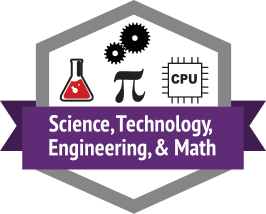 π
CPU
Science, Technology,
Engineering, & Math